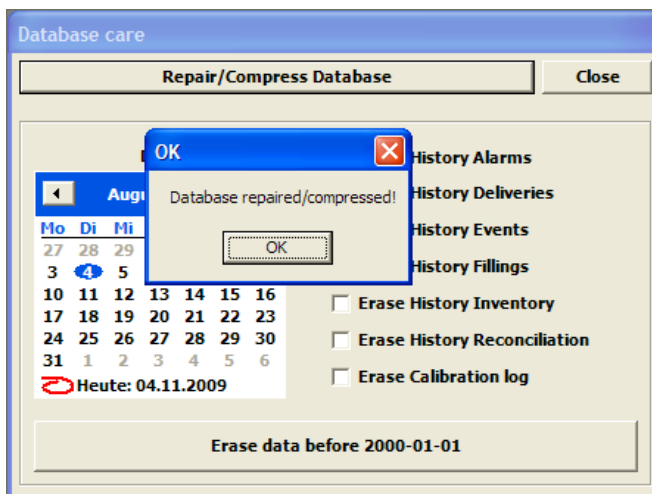 Database care
Repair/Compress Database
Close
OK
Database repaired/compressed!
OK
Augu
Mo Di Mi
27 28 29
3 4 5
10 11 12 13 14 15 16
17 18 19 20 21 22 23
24 25 26 27 28 29 30
31 1 2 3 4 5 6
Heute: 04.11.2009
History Alarms
History Deliveries
History Events
History Fillings
Erase History Inventory
Erase History Reconciliation
Erase Calibration log
Erase data before 2000-01-01